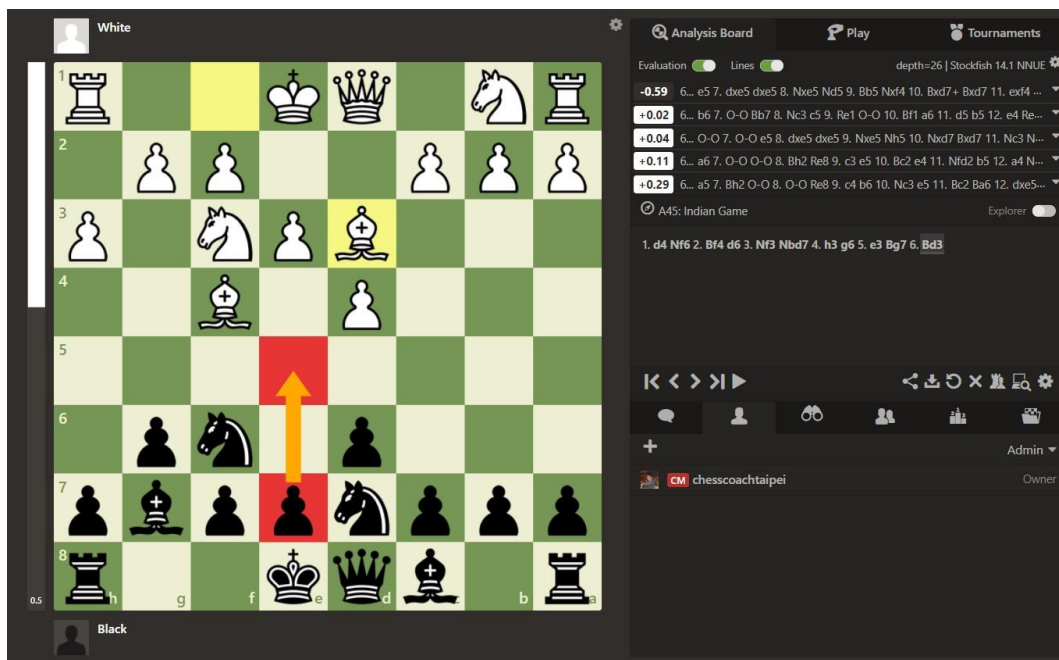 White
1
2
3
4
5
6
7
8
h g f e d c b a
0.5
Black
Analysis Board Play Tournaments
Evaluation Lines depth=26 | Stockfish 14.1 NNUE
-0.59 6... e5 7. dxe5 dxe5 8. Nxe5 Nd5 9. Bb5 Nxf4 10. Bxd7+ Bxd7 11. exf4 ...
+0.02 6... b6 7. O-O Bb7 8. Nc3 c5 9. Re1 O-O 10. Bf1 a6 11. d5 b5 12. e4 Re...
+0.04 6... O-O 7. O-O e5 8. dxe5 dxe5 9. Nxe5 Nh5 10. Nxd7 Bxd7 11. Nc3 N...
+0.11 6... a6 7. O-O O-O 8. Bh2 Re8 9. c3 e5 10. Bc2 e4 11. Nfd2 b5 12. a4 N...
+0.29 6... a5 7. Bh2 O-O 8. O-O Re8 9. c4 b6 10. Nc3 e5 11. Bc2 Ba6 12. dxe5...
A45: Indian Game Explorer
1. d4 Nf6 2. Bf4 d6 3. Nf3 Nbd7 4. h3 g6 5. e3 Bg7 6. Bd3
+ Admin
CM chesscoachtaipei Owner